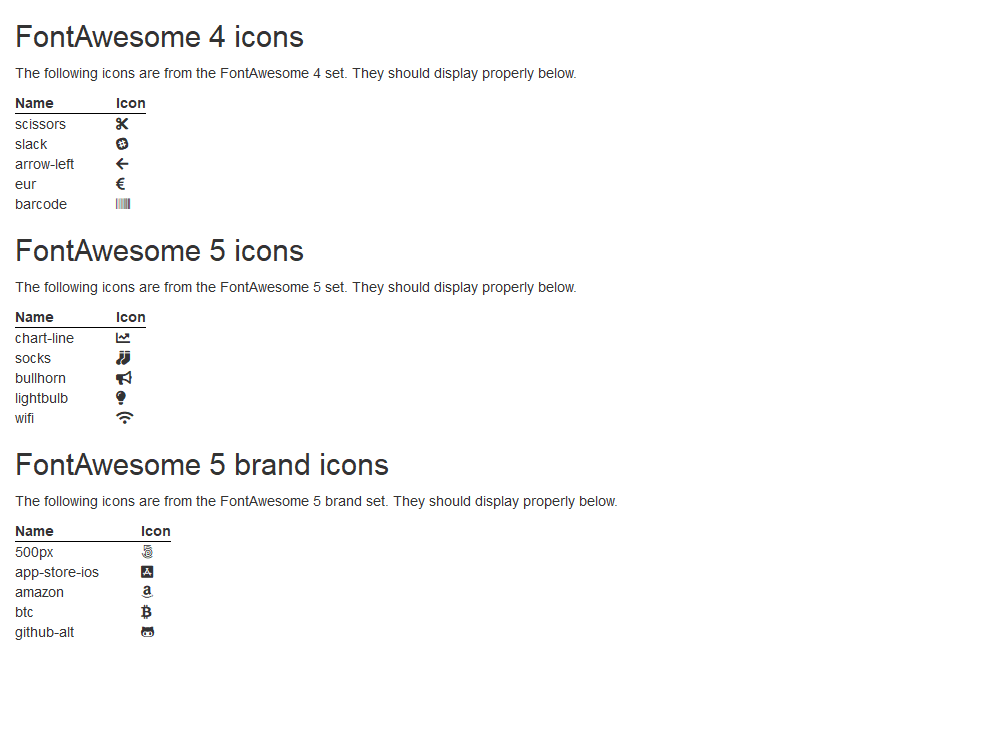 FontAwesome 4 icons
The following icons are from the FontAwesome 4 set. They should display properly below.
Name Icon
scissors
slack
arrow-left
eur €
barcode
FontAwesome 5 icons
The following icons are from the FontAwesome 5 set. They should display properly below.
Name Icon
chart-line
socks
bullhorn
lightbulb
wifi
FontAwesome 5 brand icons
The following icons are from the FontAwesome 5 brand set. They should display properly below.
Name Icon
500px
app-store-ios
amazon
btc
github-alt